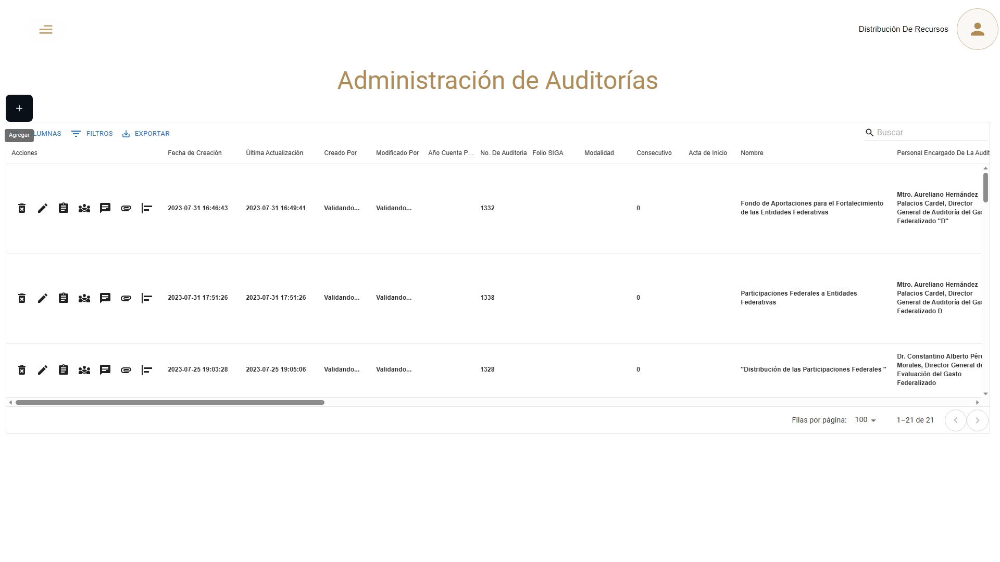 Distribución De Recursos
Administración de Auditorías
+
Agregar
LUMNAS FILTROS EXPORTAR Buscar
Acciones Fecha de Creación Última Actualización Creado Por Modificado Por Año Cuenta P... No. De Auditoria Folio SIGA Modalidad Consecutivo Acta de Inicio Nombre Personal Encargado De La Audit
2023-07-31 16:46:43 2023-07-31 16:49:41 Validando... Validando... 1332 0
Fondo de Aportaciones para el Fortalecimiento
de las Entidades Federativas
Mtro. Aureliano Hernández
Palacios Cardel, Director
General de Auditoría del Gas
Federalizado "D"
2023-07-31 17:51:26 2023-07-31 17:51:26 Validando... Validando... 1338 0
Participaciones Federales a Entidades
Federativas
Mtro. Aureliano Hernández
Palacios Cardel, Director
General de Auditoría del Gas
Federalizado D
2023-07-25 19:03:28 2023-07-25 19:05:06 Validando... Validando... 1328 0
"Distribución de las Participaciones Federales "
Dr. Constantino Alberto Pére
Morales, Director General de
Evaluación del Gasto
Federalizado
Filas por página: 100 1–21 de 21